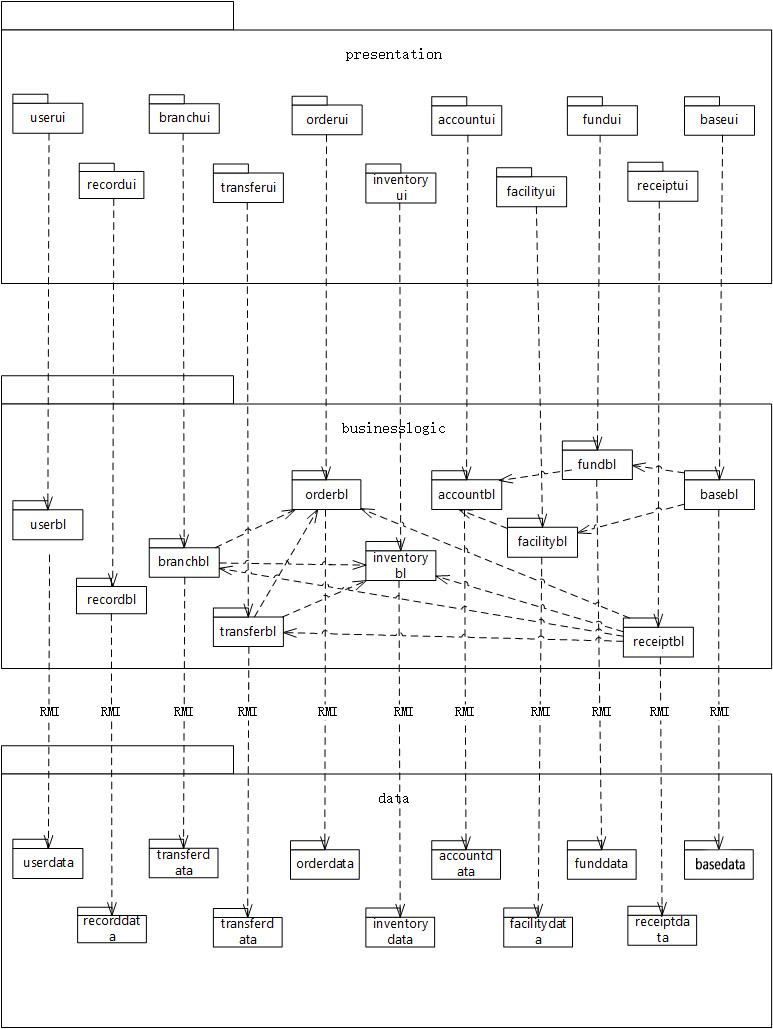 presentation
userui
branchui
orderui
accountui
fundui
baseui
recordui
transferui
inventory
ui
facilityui
receiptui
businesslogic
fundbl
orderbl
accountbl
basebl
userbl
facilitybl
branchbl
inventory
bl
recordbl
transferbl
receiptbl
RMI
RMI
RMI
RMI
RMI
RMI
RMI
RMI
RMI
RMI
RMI
data
userdata
transferd
ata
orderdata
accountd
ata
funddata
basedata
recorddat
a
transferd
ata
inventory
data
facilitydat
a
receiptda
ta